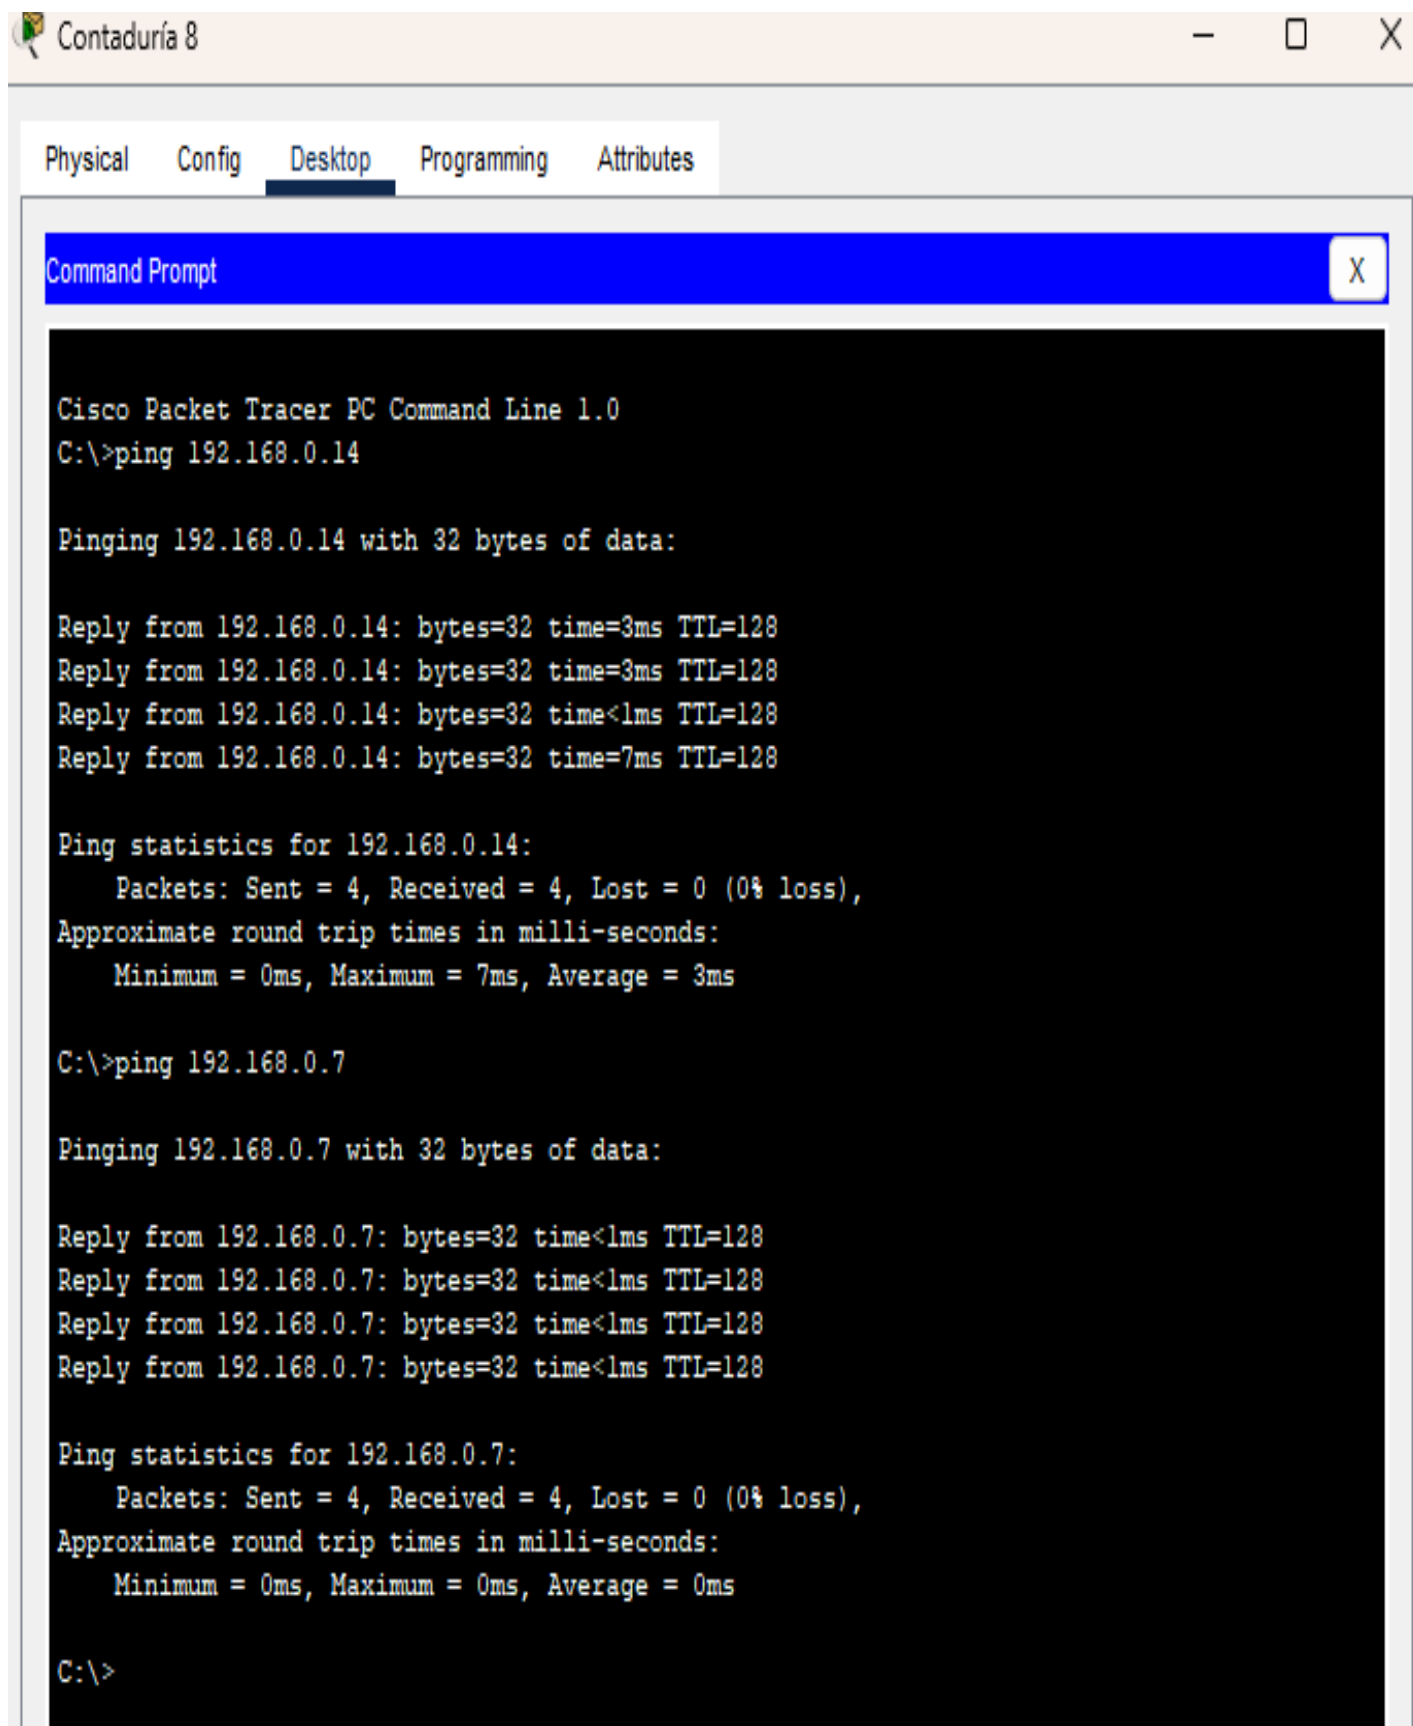 Contaduría 8
Physical Config Desktop Programming Attributes
Command Prompt X
Cisco Packet Tracer PC Command Line 1.0
C:\>ping 192.168.0.14
Pinging 192.168.0.14 with 32 bytes of data:
Reply from 192.168.0.14: bytes=32 time=3ms TTL=128
Reply from 192.168.0.14: bytes=32 time=3ms TTL=128
Reply from 192.168.0.14: bytes=32 time<1ms TTL=128
Reply from 192.168.0.14: bytes=32 time=7ms TTL=128
Ping statistics for 192.168.0.14:
Packets: Sent = 4, Received = 4, Lost = 0 (0% loss),
Approximate round trip times in milli-seconds:
Minimum = 0ms, Maximum = 7ms, Average = 3ms
C:\>ping 192.168.0.7
Pinging 192.168.0.7 with 32 bytes of data:
Reply from 192.168.0.7: bytes=32 time<1ms TTL=128
Reply from 192.168.0.7: bytes=32 time<1ms TTL=128
Reply from 192.168.0.7: bytes=32 time<1ms TTL=128
Reply from 192.168.0.7: bytes=32 time<1ms TTL=128
Ping statistics for 192.168.0.7:
Packets: Sent = 4, Received = 4, Lost = 0 (0% loss),
Approximate round trip times in milli-seconds:
Minimum = 0ms, Maximum = 0ms, Average = 0ms
C:\>